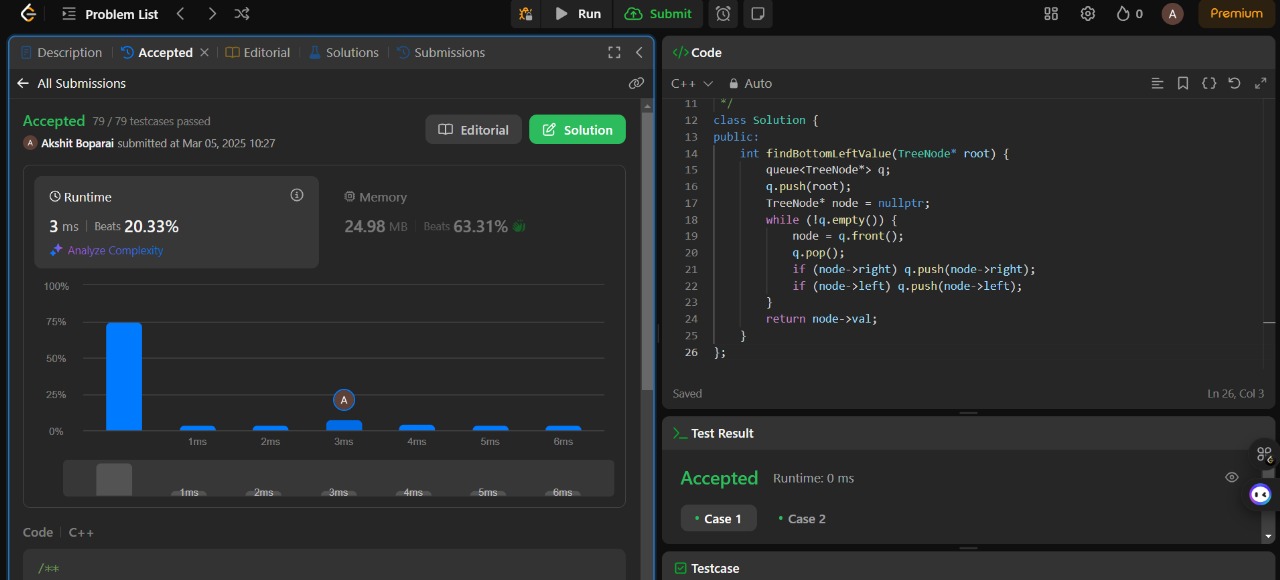 Problem List
Run
Submit
0
A
Premium
Description
Accepted
Editorial
Solutions
Submissions
All Submissions
Accepted 79 / 79 testcases passed
A Akshit Boparai submitted at Mar 05, 2025 10:27
Editorial
Solution
Runtime
3 ms | Beats 20.33%
Analyze Complexity
Memory
24.98 MB | Beats 63.31%
100%
75%
50%
25%
0%
A
1ms 2ms 3ms 4ms 5ms 6ms
1ms 2ms 3ms 4ms 5ms 6ms
Code | C++
/**
</> Code
C++ Auto
11 */
12 class Solution {
13 public:
14 int findBottomLeftValue(TreeNode* root) {
15 queue<TreeNode*> q;
16 q.push(root);
17 TreeNode* node = nullptr;
18 while (!q.empty()) {
19 node = q.front();
20 q.pop();
21 if (node->right) q.push(node->right);
22 if (node->left) q.push(node->left);
23 }
24 return node->val;
25 }
26 };
Saved
Ln 26, Col 3
Test Result
Accepted Runtime: 0 ms
• Case 1
• Case 2
Testcase